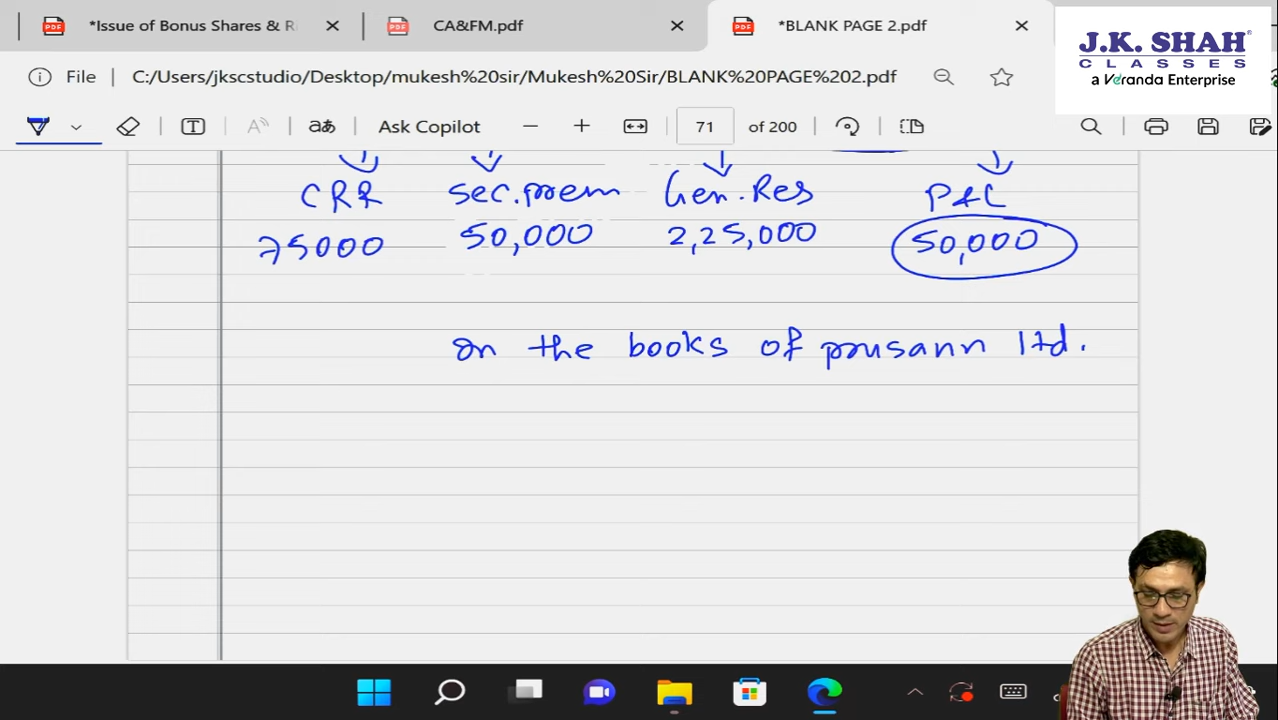 *Issue of Bonus Shares & Ri
CA&FM.pdf
*BLANK PAGE 2.pdf
J.K. SHAH®
CLASSES
a Veranda Enterprise
File
C:/Users/jkscstudio/Desktop/mukesh%20sir/Mukesh%20Sir/BLANK%20PAGE%202.pdf
Ask Copilot
71 of 200
CRR Sec.prem Gen.Res P&L
75000 50,000 2,25,000 50,000
In the books of prusann ltd.